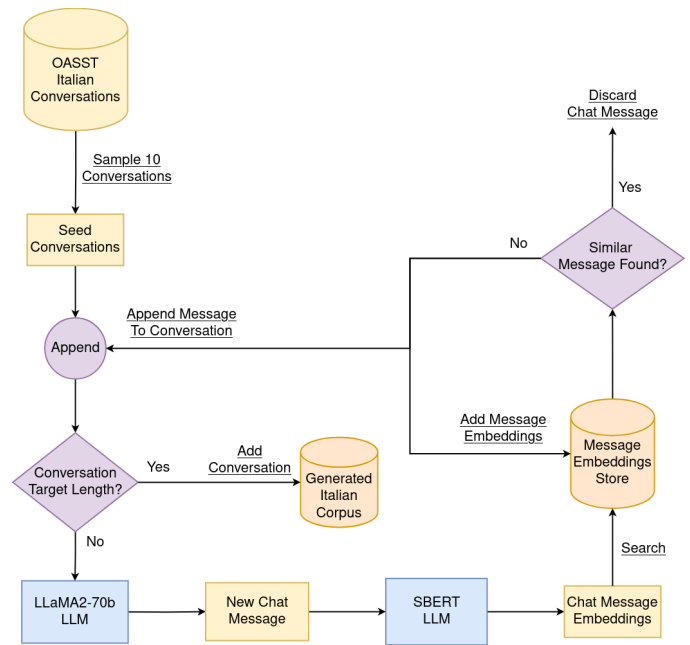 OASST
Italian
Conversations
Sample 10
Conversations
Seed
Conversations
Append
Append Message
To Conversation
Discard
Chat Message
Yes
No
Similar
Message Found?
Add Message
Embeddings
Message
Embeddings
Store
Conversation
Target Length?
Yes
Add
Conversation
Generated
Italian
Corpus
No
Search
LLaMA2-70b
LLM
New Chat
Message
SBERT
LLM
Chat Message
Embeddings